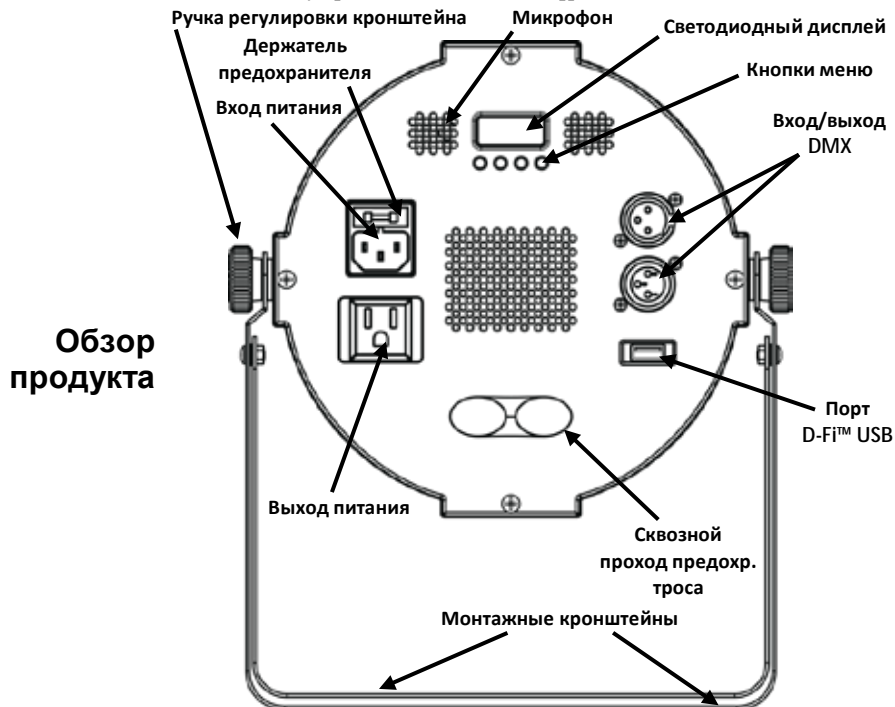 Ручка регулировки кронштейна
Микрофон
Светодиодный дисплей
Держатель
предохранителя
Кнопки меню
Вход питания
Вход/выход
DMX
Обзор
продукта
Порт
D-Fi™ USB
Выход питания
Сквозной
проход предохр.
троса
Монтажные кронштейны